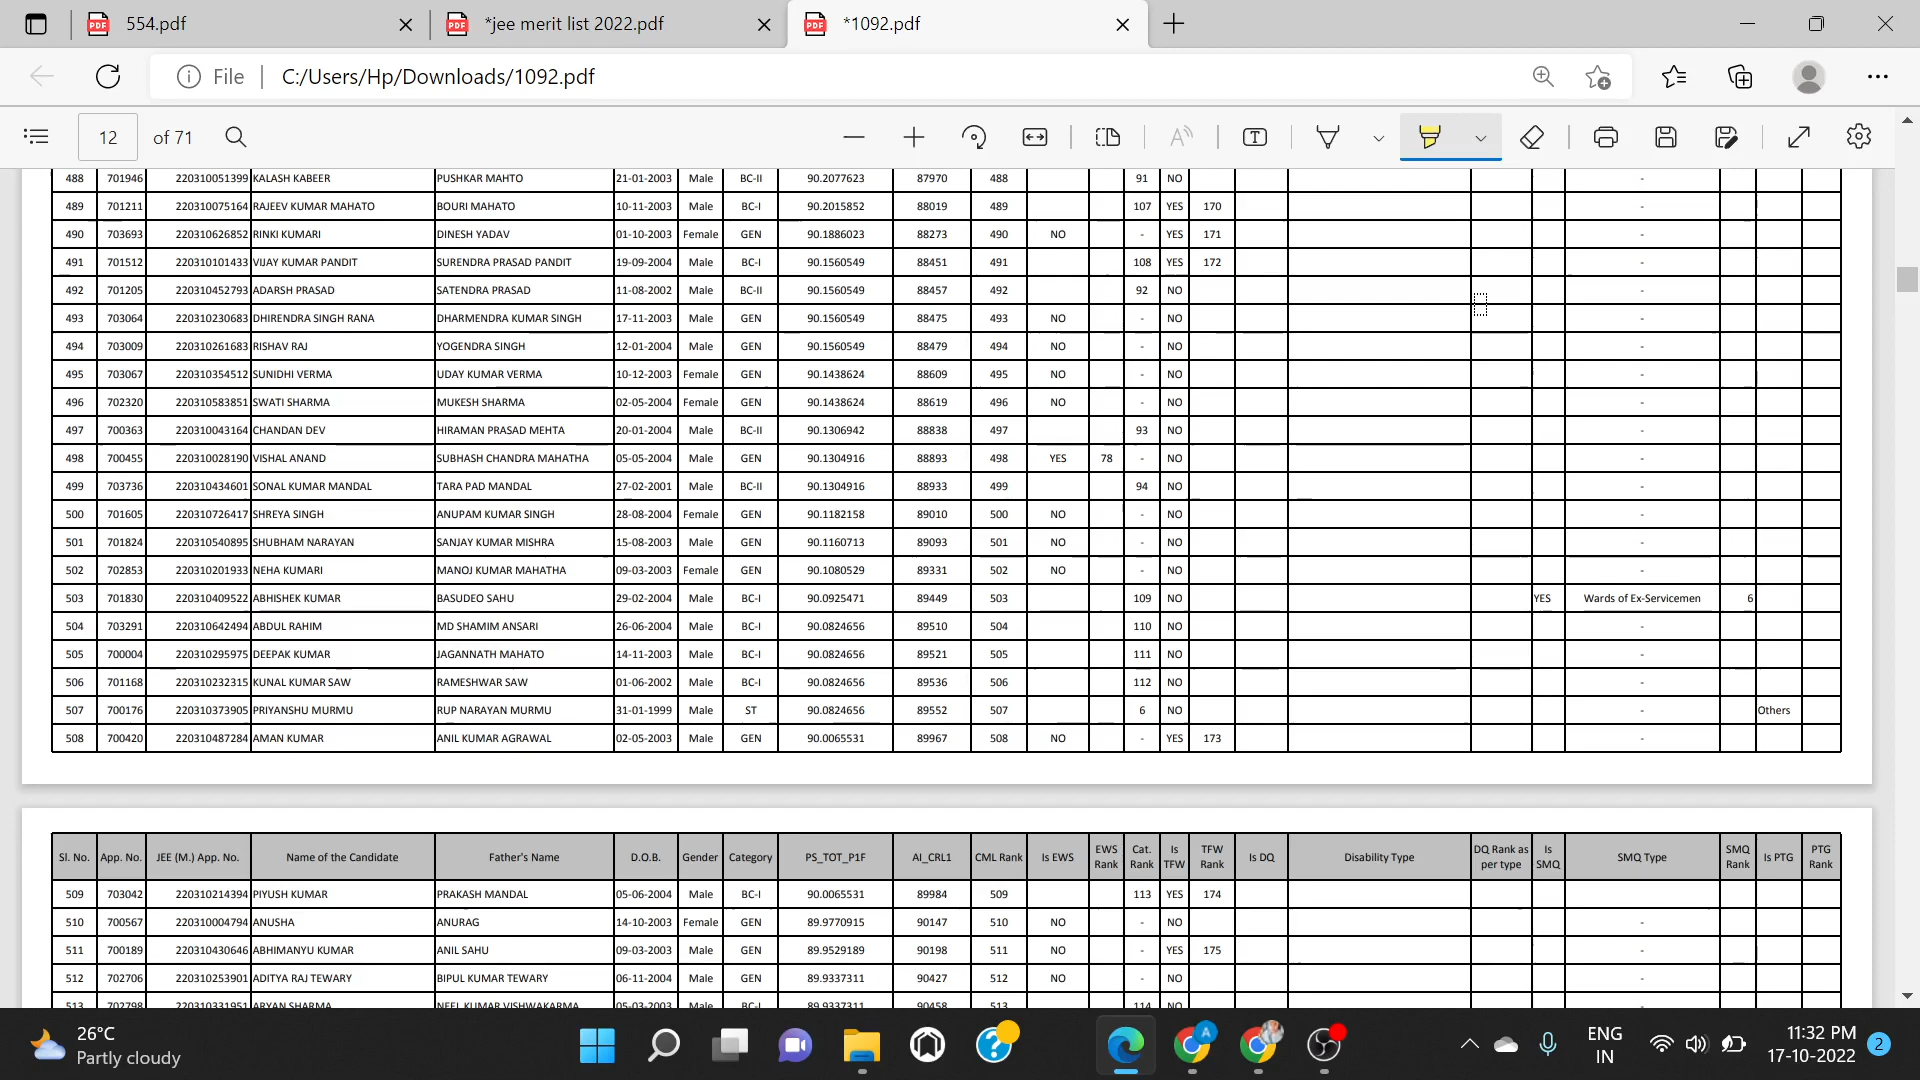 554.pdf
*jee merit list 2022.pdf
*1092.pdf
File C:/Users/Hp/Downloads/1092.pdf
12 of 71
488 701946 220310051399 KALASH KABEER PUSHKAR MAHTO 21-01-2003 Male BC-II 90.2077623 87970 488 91 NO -
489 701211 220310075164 RAJEEV KUMAR MAHATO BOURI MAHATO 10-11-2003 Male BC-I 90.2015852 88019 489 107 YES 170 -
490 703693 220310626852 RINKI KUMARI DINESH YADAV 01-10-2003 Female GEN 90.1886023 88273 490 NO - YES 171 -
491 701512 220310101433 VIJAY KUMAR PANDIT SURENDRA PRASAD PANDIT 19-09-2004 Male BC-I 90.1560549 88451 491 108 YES 172 -
492 701205 220310452793 ADARSH PRASAD SATENDRA PRASAD 11-08-2002 Male BC-II 90.1560549 88457 492 92 NO -
493 703064 220310230683 DHIRENDRA SINGH RANA DHARMENDRA KUMAR SINGH 17-11-2003 Male GEN 90.1560549 88475 493 NO - NO -
494 703009 220310261683 RISHAV RAJ YOGENDRA SINGH 12-01-2004 Male GEN 90.1560549 88479 494 NO - NO -
495 703067 220310354512 SUNIDHI VERMA UDAY KUMAR VERMA 10-12-2003 Female GEN 90.1438624 88609 495 NO - NO -
496 702320 220310583851 SWATI SHARMA MUKESH SHARMA 02-05-2004 Female GEN 90.1438624 88619 496 NO - NO -
497 700363 220310043164 CHANDAN DEV HIRAMAN PRASAD MEHTA 20-01-2004 Male BC-II 90.1306942 88838 497 93 NO -
498 700455 220310028190 VISHAL ANAND SUBHASH CHANDRA MAHATHA 05-05-2004 Male GEN 90.1304916 88893 498 YES 78 - NO -
499 703736 220310434601 SONAL KUMAR MANDAL TARA PAD MANDAL 27-02-2001 Male BC-II 90.1304916 88933 499 94 NO -
500 701605 220310726417 SHREYA SINGH ANUPAM KUMAR SINGH 28-08-2004 Female GEN 90.1182158 89010 500 NO - NO -
501 701824 220310540895 SHUBHAM NARAYAN SANJAY KUMAR MISHRA 15-08-2003 Male GEN 90.1160713 89093 501 NO - NO -
502 702853 220310201933 NEHA KUMARI MANOJ KUMAR MAHATHA 09-03-2003 Female GEN 90.1080529 89331 502 NO - NO -
503 701830 220310409522 ABHISHEK KUMAR BASUDEO SAHU 29-02-2004 Male BC-I 90.0925471 89449 503 109 NO YES Wards of Ex-Servicemen 6
504 703291 220310642494 ABDUL RAHIM MD SHAMIM ANSARI 26-06-2004 Male BC-I 90.0824656 89510 504 110 NO -
505 700004 220310295975 DEEPAK KUMAR JAGANNATH MAHATO 14-11-2003 Male BC-I 90.0824656 89521 505 111 NO -
506 701168 220310232315 KUNAL KUMAR SAW RAMESHWAR SAW 01-06-2002 Male BC-I 90.0824656 89536 506 112 NO -
507 700176 220310373905 PRIYANSHU MURMU RUP NARAYAN MURMU 31-01-1999 Male ST 90.0824656 89552 507 6 NO - Others
508 700420 220310487284 AMAN KUMAR ANIL KUMAR AGRAWAL 02-05-2003 Male GEN 90.0065531 89967 508 NO - YES 173 -
Sl. No. App. No. JEE (M.) App. No. Name of the Candidate Father's Name D.O.B. Gender Category PS_TOT_P1F AI_CRL1 CML Rank Is EWS EWS Rank Cat. Rank Is TFW TFW Rank Is DQ Disability Type DQ Rank as per type Is SMQ SMQ Type SMQ Rank Is PTG PTG Rank
509 703042 220310214394 PIYUSH KUMAR PRAKASH MANDAL 05-06-2004 Male BC-I 90.0065531 89984 509 113 YES 174 -
510 700567 220310004794 ANUSHA ANURAG 14-10-2003 Female GEN 89.9770915 90147 510 NO - NO -
511 700189 220310430646 ABHIMANYU KUMAR ANIL SAHU 09-03-2003 Male GEN 89.9529189 90198 511 NO - YES 175 -
512 702706 220310253901 ADITYA RAJ TEWARY BIPUL KUMAR TEWARY 06-11-2004 Male GEN 89.9337311 90427 512 NO - NO -
513 702798 220310331951 ARYAN SHARMA NEEL KUMAR VISHWAKARMA 05-03-2003 Male BC-I 89.9337311 90458 513 114 NO -
26°C
Partly cloudy
ENG
IN
11:32 PM
17-10-2022
2